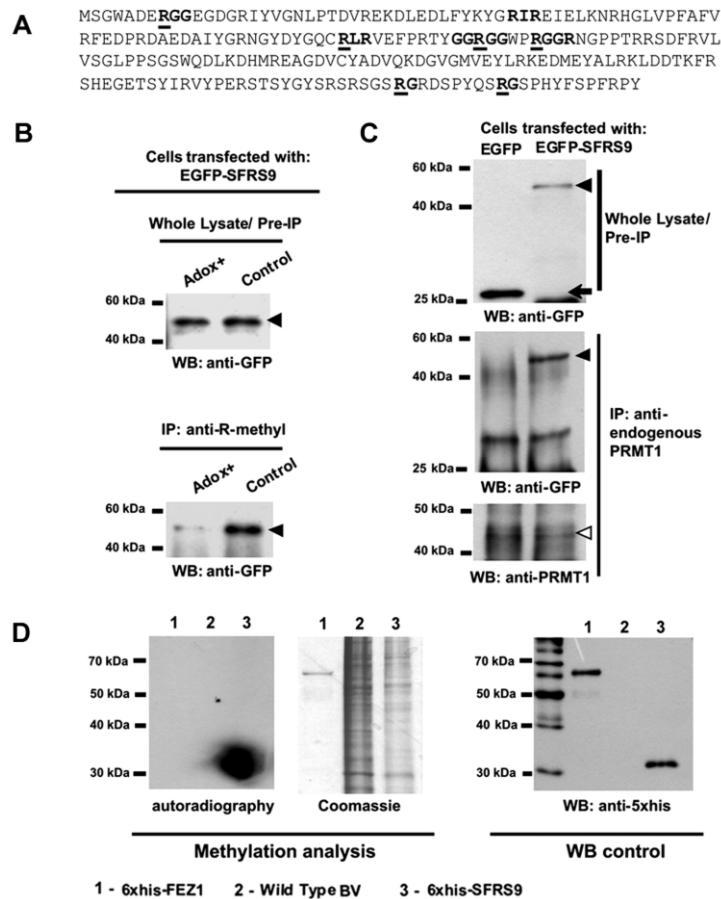 A
MSGWADERGGEGDGRIYVGNLPTDVREKDLEDLFYKYGRIREIELKNRHGLVPFAFV
RFEDPRDAEDAIYGRNGYDYGQCRLRVEFPRTYGGRGGWPRGGRNGPPTRRSDFRVL
VSGLPPSGSWQDLKDHMREAGDVCYADVQKDGVGMVEYLRKEDMEYALRKLDDTKFR
SHEGETSYIRVYPERSTSYGYSRSRSGSRGRDSPYQSRGSPHYFSPFRPY
B
Cells transfected with:
EGFP-SFRS9
Whole Lysate/ Pre-IP
Adox+ Control
60 kDa
40 kDa
WB: anti-GFP
IP: anti-R-methyl
Adox+ Control
60 kDa
40 kDa
WB: anti-GFP
C
Cells transfected with:
EGFP EGFP-SFRS9
60 kDa
40 kDa
25 kDa
Whole Lysate/
Pre-IP
WB: anti-GFP
60 kDa
40 kDa
25 kDa
WB: anti-GFP
IP: anti-
endogenous
PRMT1
50 kDa
40 kDa
WB: anti-PRMT1
D
1 2 3
70 kDa
50 kDa
40 kDa
30 kDa
autoradiography
1 2 3
Coomassie
Methylation analysis
1 2 3
70 kDa
50 kDa
40 kDa
30 kDa
WB: anti-5xhis
WB control
1 - 6xhis-FEZ1 2 - Wild Type BV 3 - 6xhis-SFRS9